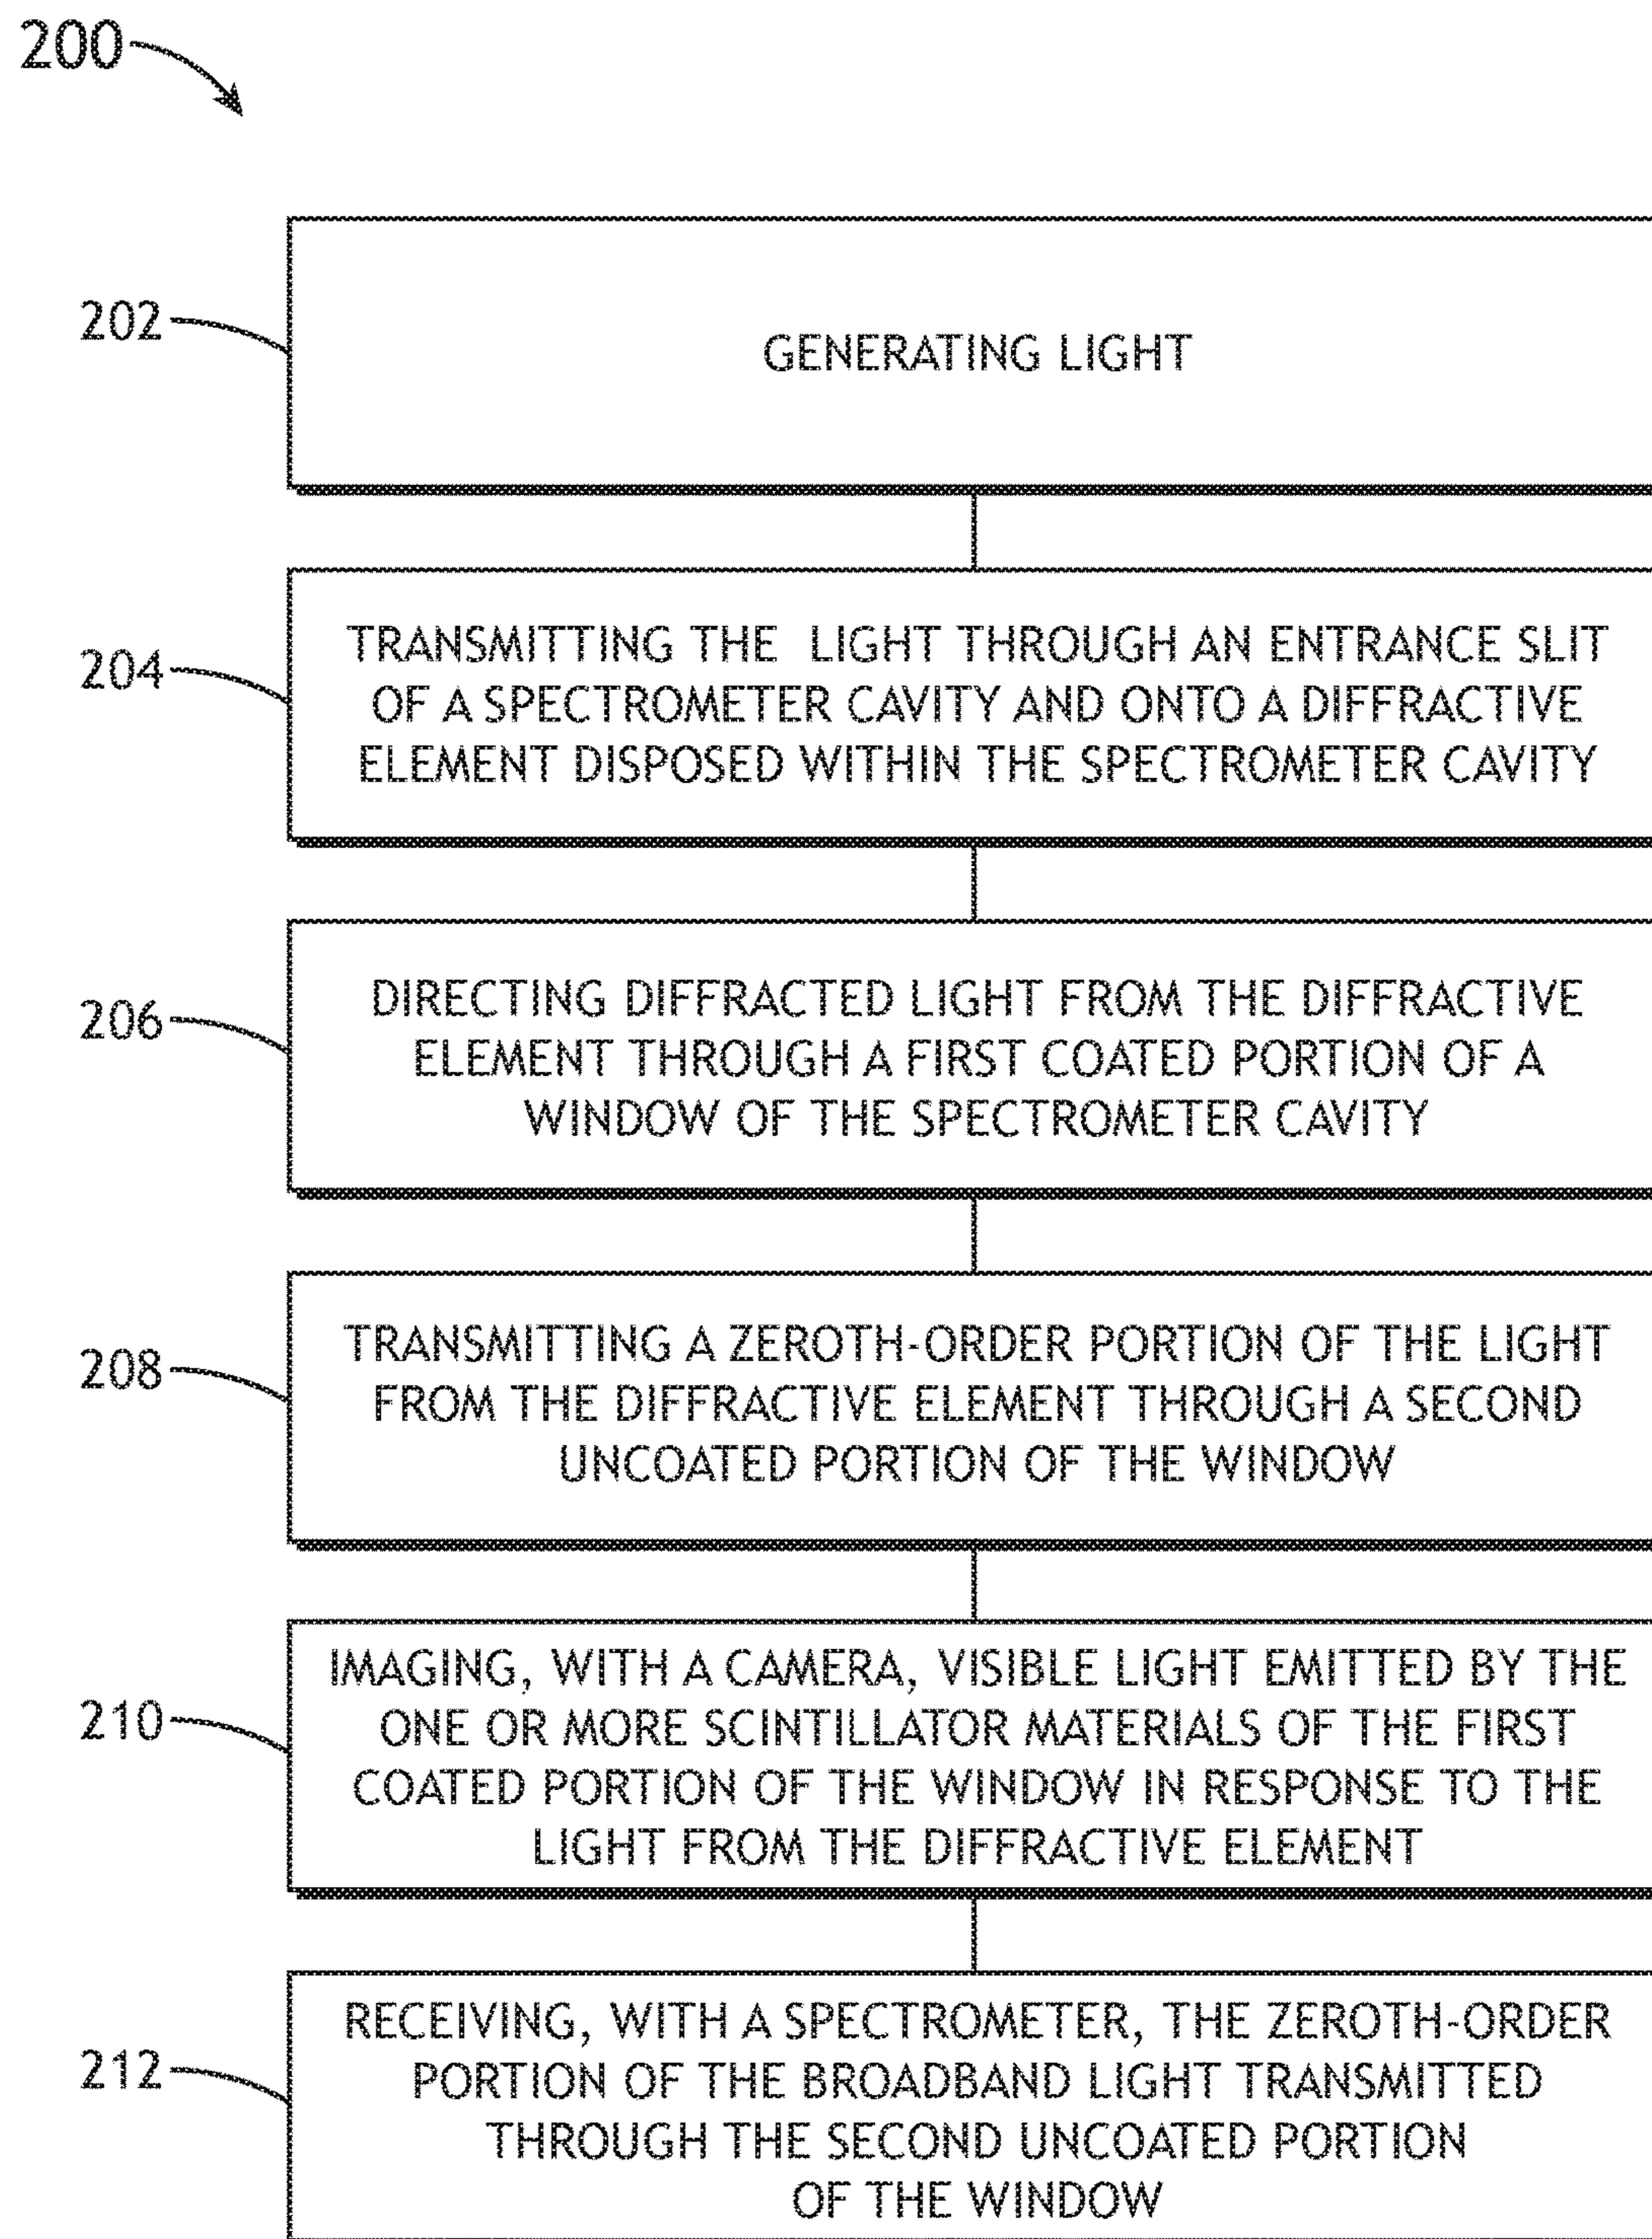 200
202
GENERATING LIGHT
204
TRANSMITTING THE LIGHT THROUGH AN ENTRANCE SLIT
OF A SPECTROMETER CAVITY AND ONTO A DIFFRACTIVE
ELEMENT DISPOSED WITHIN THE SPECTROMETER CAVITY
206
DIRECTING DIFFRACTED LIGHT FROM THE DIFFRACTIVE
ELEMENT THROUGH A FIRST COATED PORTION OF A
WINDOW OF THE SPECTROMETER CAVITY
208
TRANSMITTING A ZEROTH-ORDER PORTION OF THE LIGHT
FROM THE DIFFRACTIVE ELEMENT THROUGH A SECOND
UNCOATED PORTION OF THE WINDOW
210
IMAGING, WITH A CAMERA, VISIBLE LIGHT EMITTED BY THE
ONE OR MORE SCINTILLATOR MATERIALS OF THE FIRST
COATED PORTION OF THE WINDOW IN RESPONSE TO THE
LIGHT FROM THE DIFFRACTIVE ELEMENT
212
RECEIVING, WITH A SPECTROMETER, THE ZEROTH-ORDER
PORTION OF THE BROADBAND LIGHT TRANSMITTED
THROUGH THE SECOND UNCOATED PORTION
OF THE WINDOW